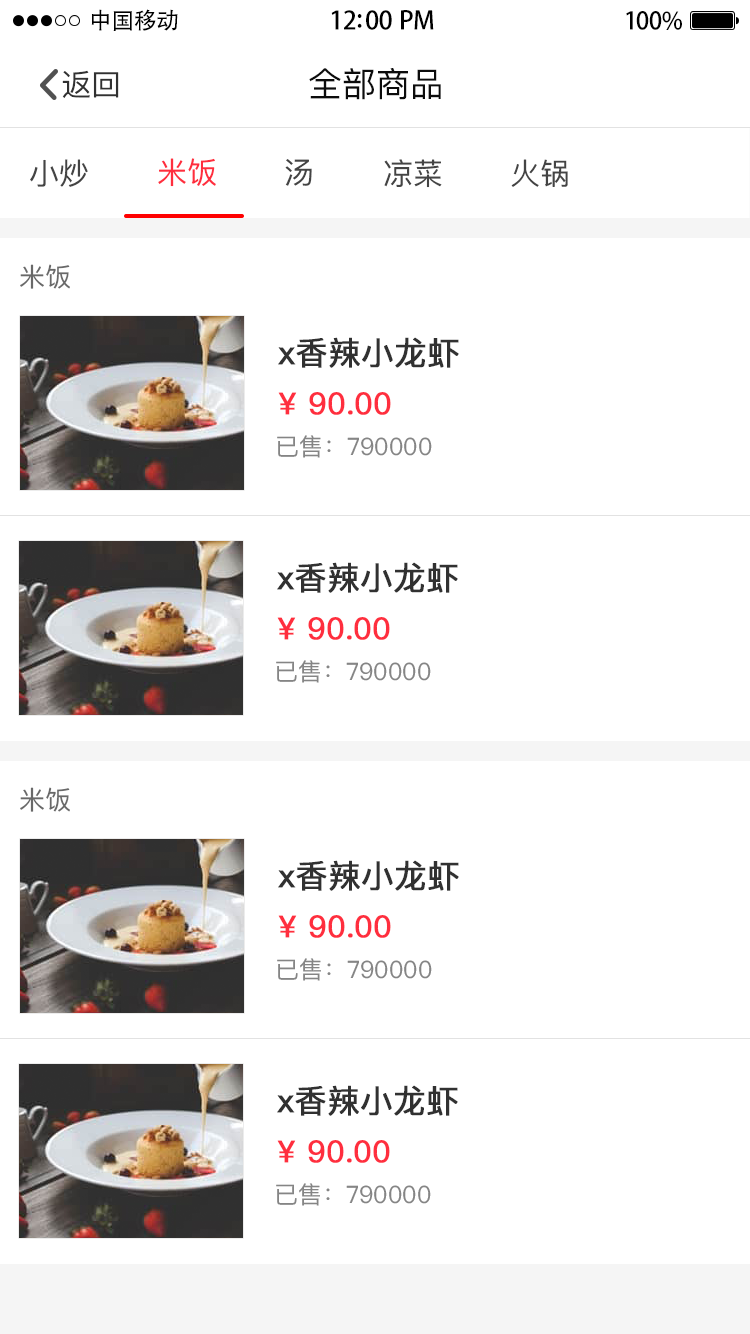 中国移动 12:00 PM 100%
返回 全部商品
小炒 米饭 汤 凉菜 火锅
米饭
x香辣小龙虾
¥ 90.00
已售：790000
x香辣小龙虾
¥ 90.00
已售：790000
米饭
x香辣小龙虾
¥ 90.00
已售：790000
x香辣小龙虾
¥ 90.00
已售：790000